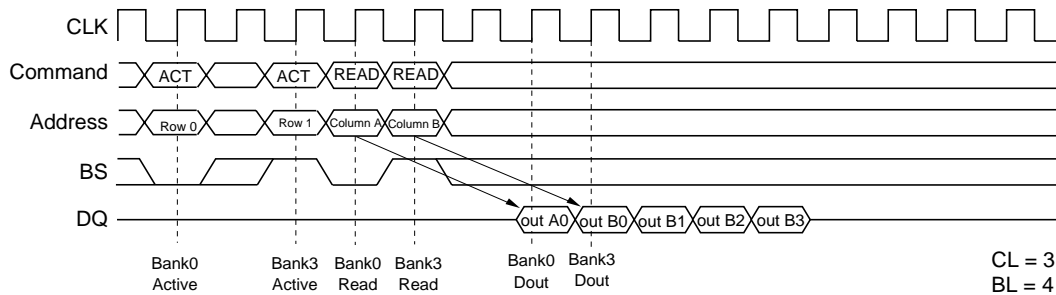 CLK
Command ACT ACT READ READ
Address Row 0 Row 1 Column A Column B
BS
DQ out A0 out B0 out B1 out B2 out B3
Bank0 Active
Bank3 Active
Bank0 Read
Bank3 Read
Bank0 Dout
Bank3 Dout
CL = 3
BL = 4